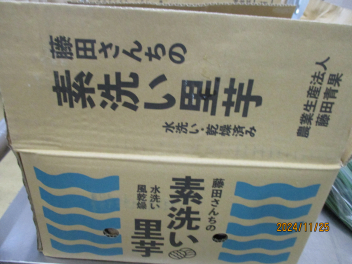 藤田さんちの
素洗い里芋
水洗い・乾燥済み
農業生産法人
藤田青果
藤田さんちの
素洗い
里芋
水洗い
風乾燥
2024/11/25